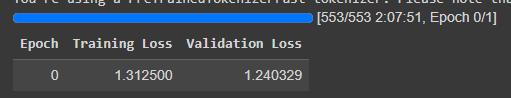 You're using a PreTrainedTokenizerFast tokenizer. Please note tha
[553/553 2:07:51, Epoch 0/1]
Epoch Training Loss Validation Loss
0 1.312500 1.240329